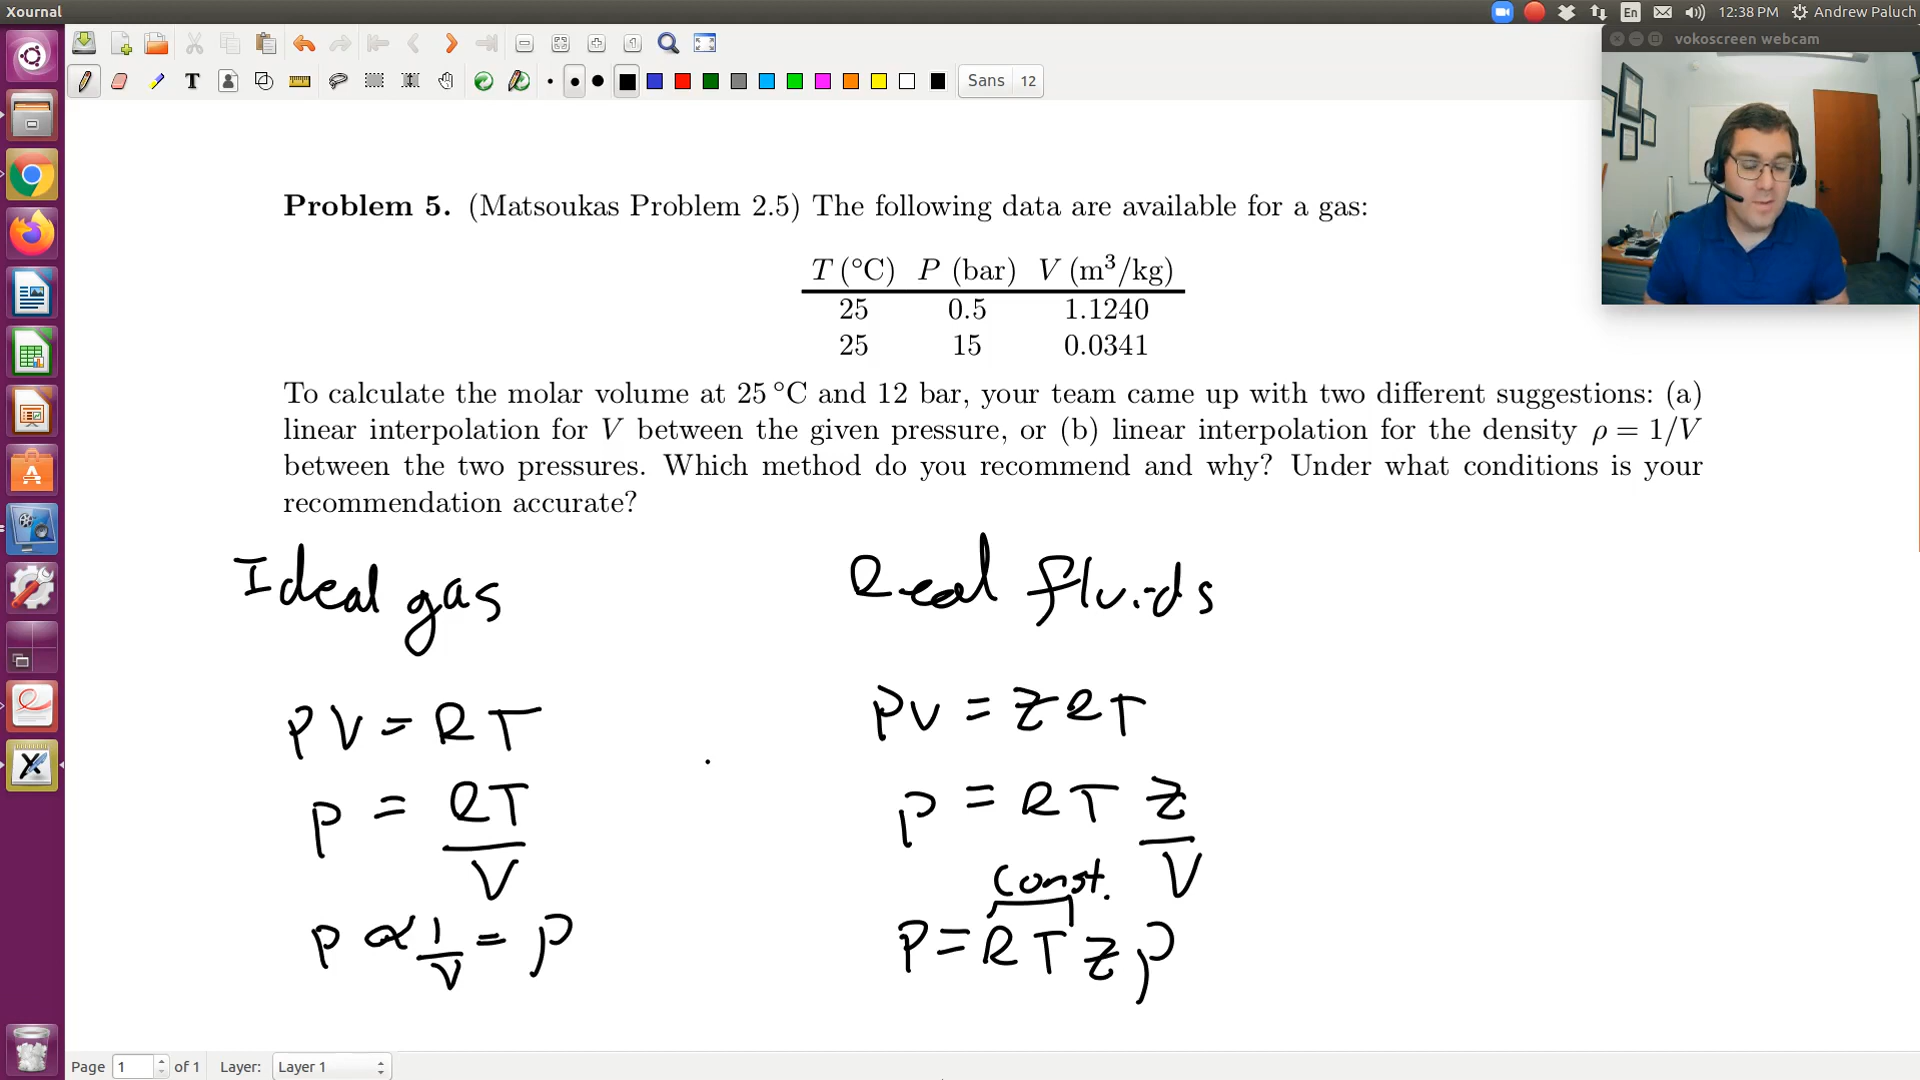 Xournal
En
12:38 PM
Andrew Paluch
vokoscreen webcam
T
Sans 12
Problem 5. (Matsoukas Problem 2.5) The following data are available for a gas:
T (°C) P (bar) V (m³/kg)
25 0.5 1.1240
25 15 0.0341
To calculate the molar volume at 25 °C and 12 bar, your team came up with two different suggestions: (a)
linear interpolation for V between the given pressure, or (b) linear interpolation for the density ρ = 1/V
between the two pressures. Which method do you recommend and why? Under what conditions is your
recommendation accurate?
Ideal gas
PV = RT
P = RT/V
P ∝ 1/V = ρ
Real fluids
PV = ZRT
P = RT Z/V
const.
P = RTZρ
Page 1 of 1 Layer: Layer 1